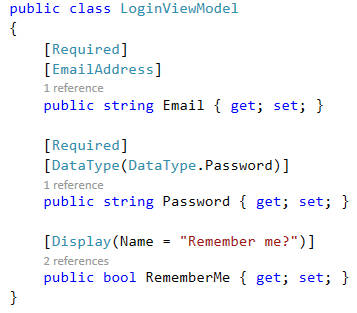 public class LoginViewModel
{
    [Required]
    [EmailAddress]
    1 reference
    public string Email { get; set; }

    [Required]
    [DataType(DataType.Password)]
    1 reference
    public string Password { get; set; }

    [Display(Name = "Remember me?")]
    2 references
    public bool RememberMe { get; set; }
}